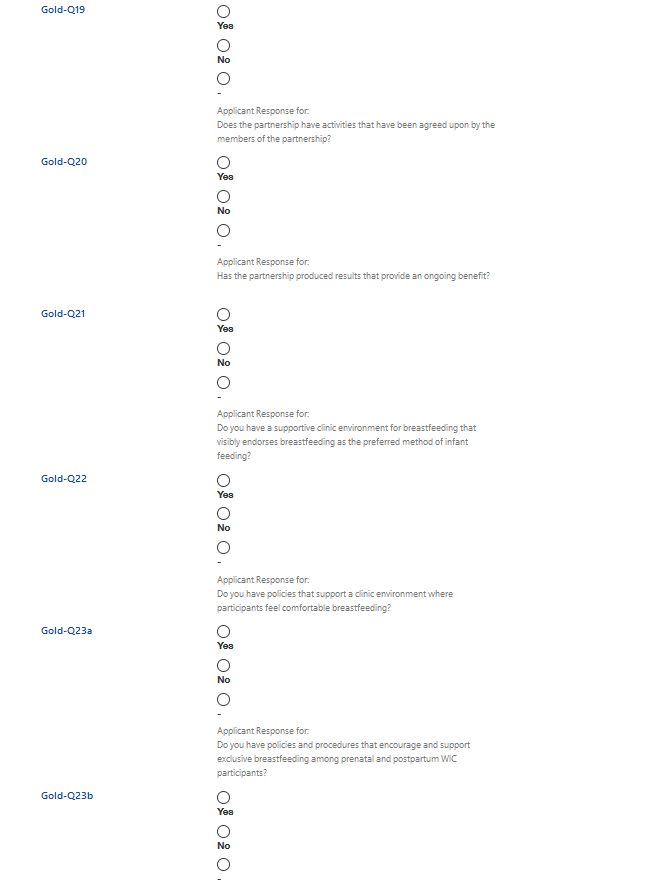 Gold-Q19
Yes
No
-
Applicant Response for:
Does the partnership have activities that have been agreed upon by the
members of the partnership?
Gold-Q20
Yes
No
-
Applicant Response for:
Has the partnership produced results that provide an ongoing benefit?
Gold-Q21
Yes
No
-
Applicant Response for:
Do you have a supportive clinic environment for breastfeeding that
visibly endorses breastfeeding as the preferred method of infant
feeding?
Gold-Q22
Yes
No
-
Applicant Response for:
Do you have policies that support a clinic environment where
participants feel comfortable breastfeeding?
Gold-Q23a
Yes
No
-
Applicant Response for:
Do you have policies and procedures that encourage and support
exclusive breastfeeding among prenatal and postpartum WIC
participants?
Gold-Q23b
Yes
No
-